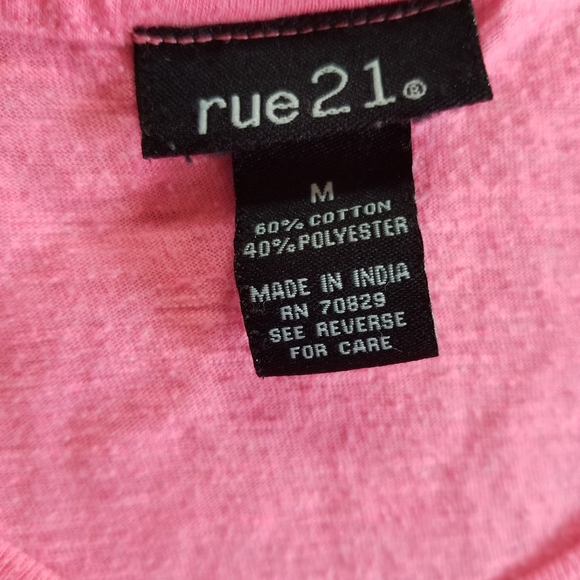 rue21®
M
60% COTTON
40% POLYESTER
MADE IN INDIA
RN 70829
SEE REVERSE
FOR CARE